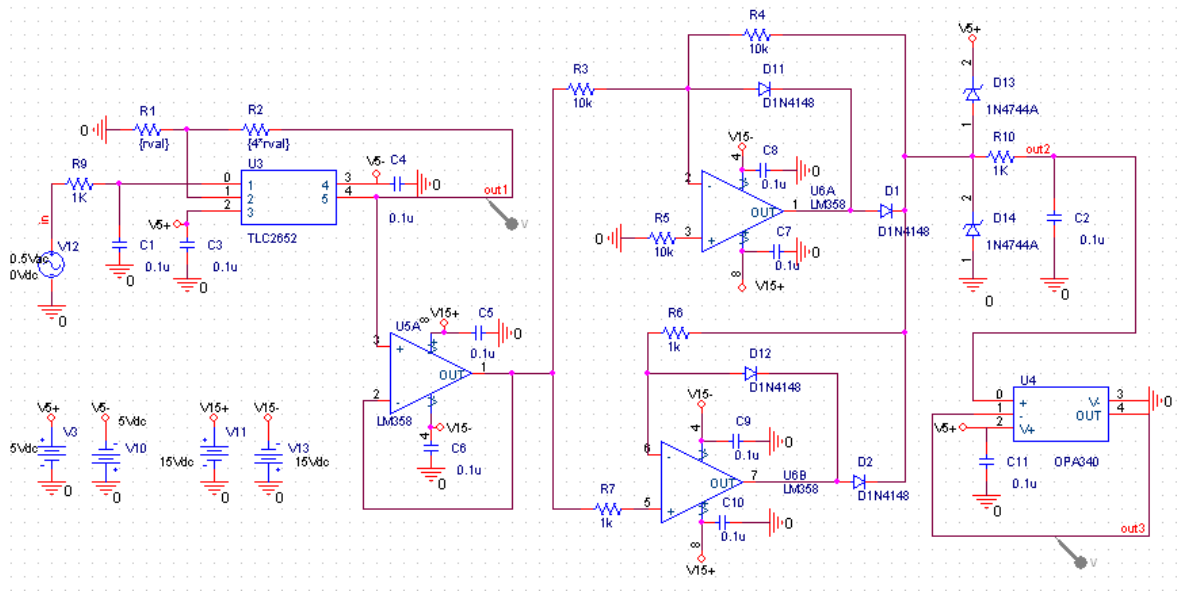 R4
10k
V5+
R3
10k
D11
D1N4148
2
D13
1N4744A
1
R1
{rval}
R2
{4*rval}
0
V15-
4
C8
0.1u
0
R10
1K
out2
R9
1K
U3
V5-
C4
0
0.1u
0
1
2
1
2
3
4
5
3
4
TLC2652
out1
V
V5+
in
V12
0.5Vac
0Vdc
0
C1
0.1u
0
C3
0.1u
0
2
-
U6A
LM358
OUT
1
D1
D1N4148
R5
10k
0
3
+
C7
0.1u
0
8
V15+
2
D14
1N4744A
1
0
C2
0.1u
0
U5A
8
V15+
C5
0.1u
0
3
+
OUT
1
2
-
LM358
4
V15-
C6
0.1u
0
R6
1k
D12
D1N4148
V15-
4
C9
0.1u
0
6
-
OUT
7
U6B
LM358
D2
D1N4148
R7
1k
5
+
C10
0.1u
0
8
V15+
U4
0
1
2
+
-
V+
V-
OUT
3
4
0
V5+
OPA340
C11
0.1u
0
out3
V
V5+
5Vdc
V3
0
V5-
5Vdc
V10
0
V15+
V11
15Vdc
0
V15-
V13
15Vdc
0